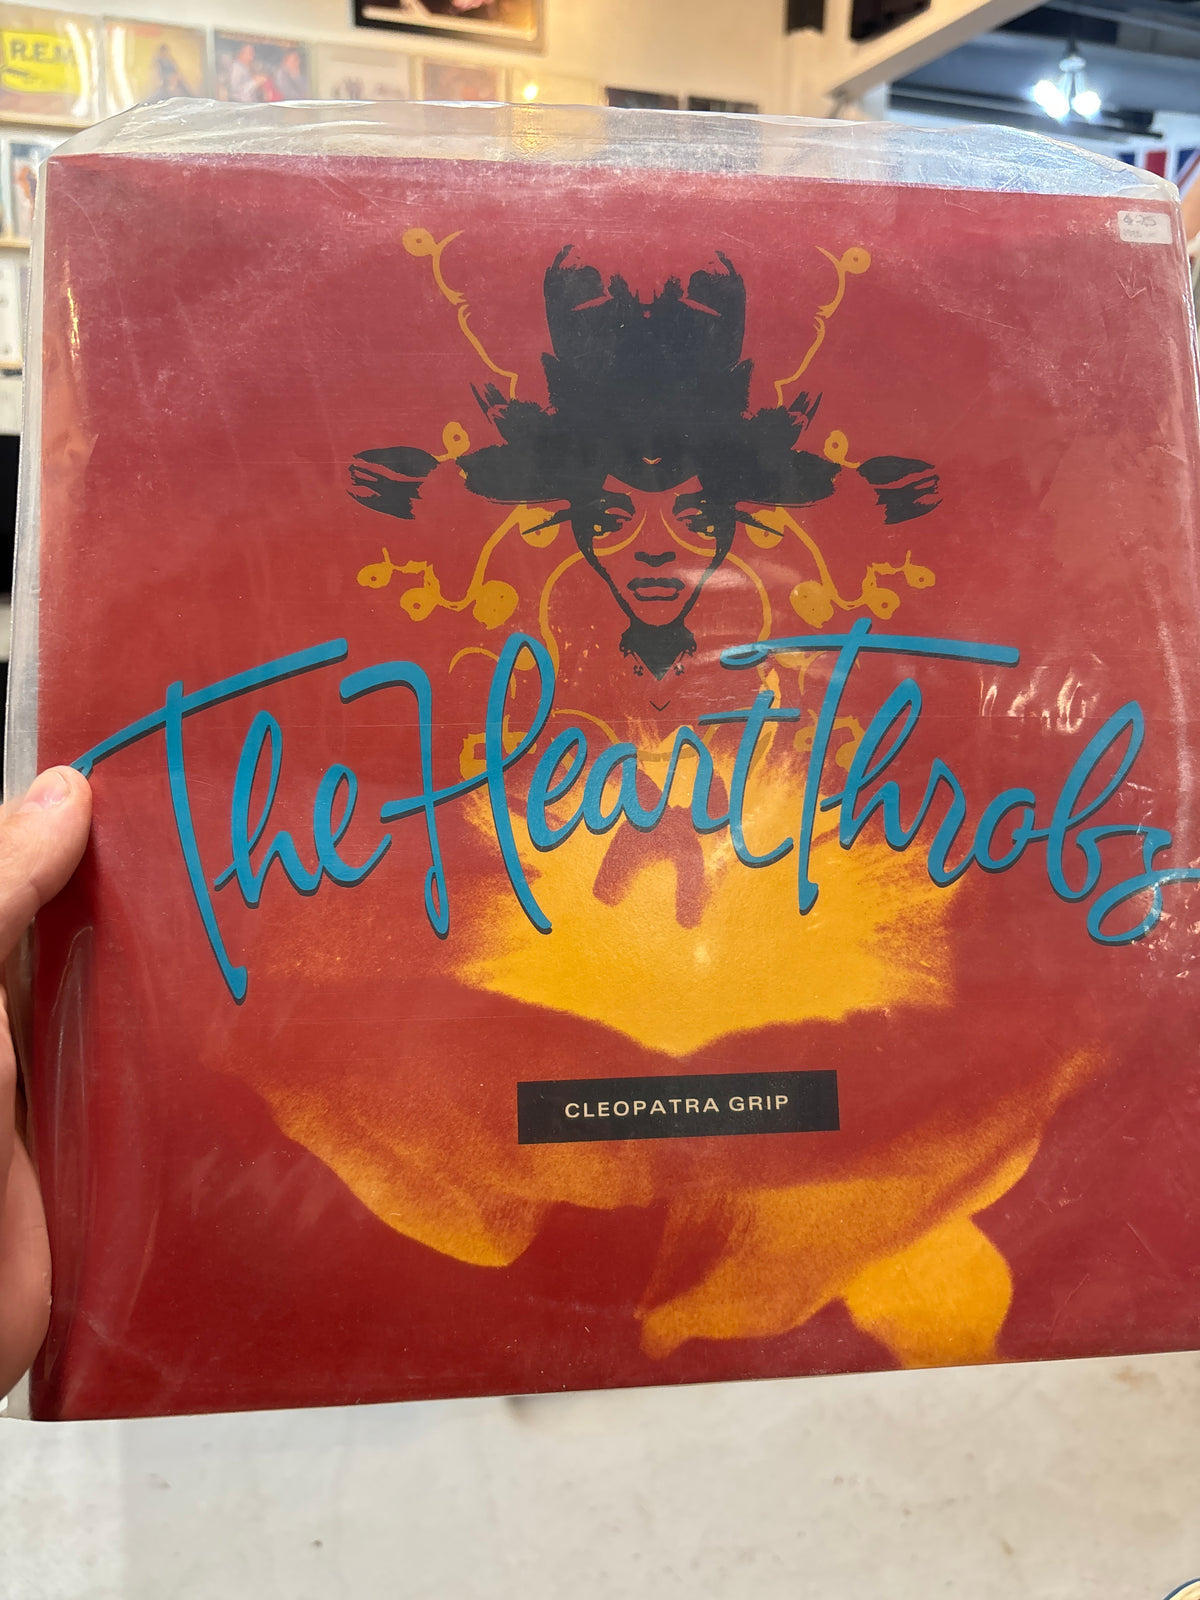 R.E.M.
The Heart Throbs
CLEOPATRA GRIP